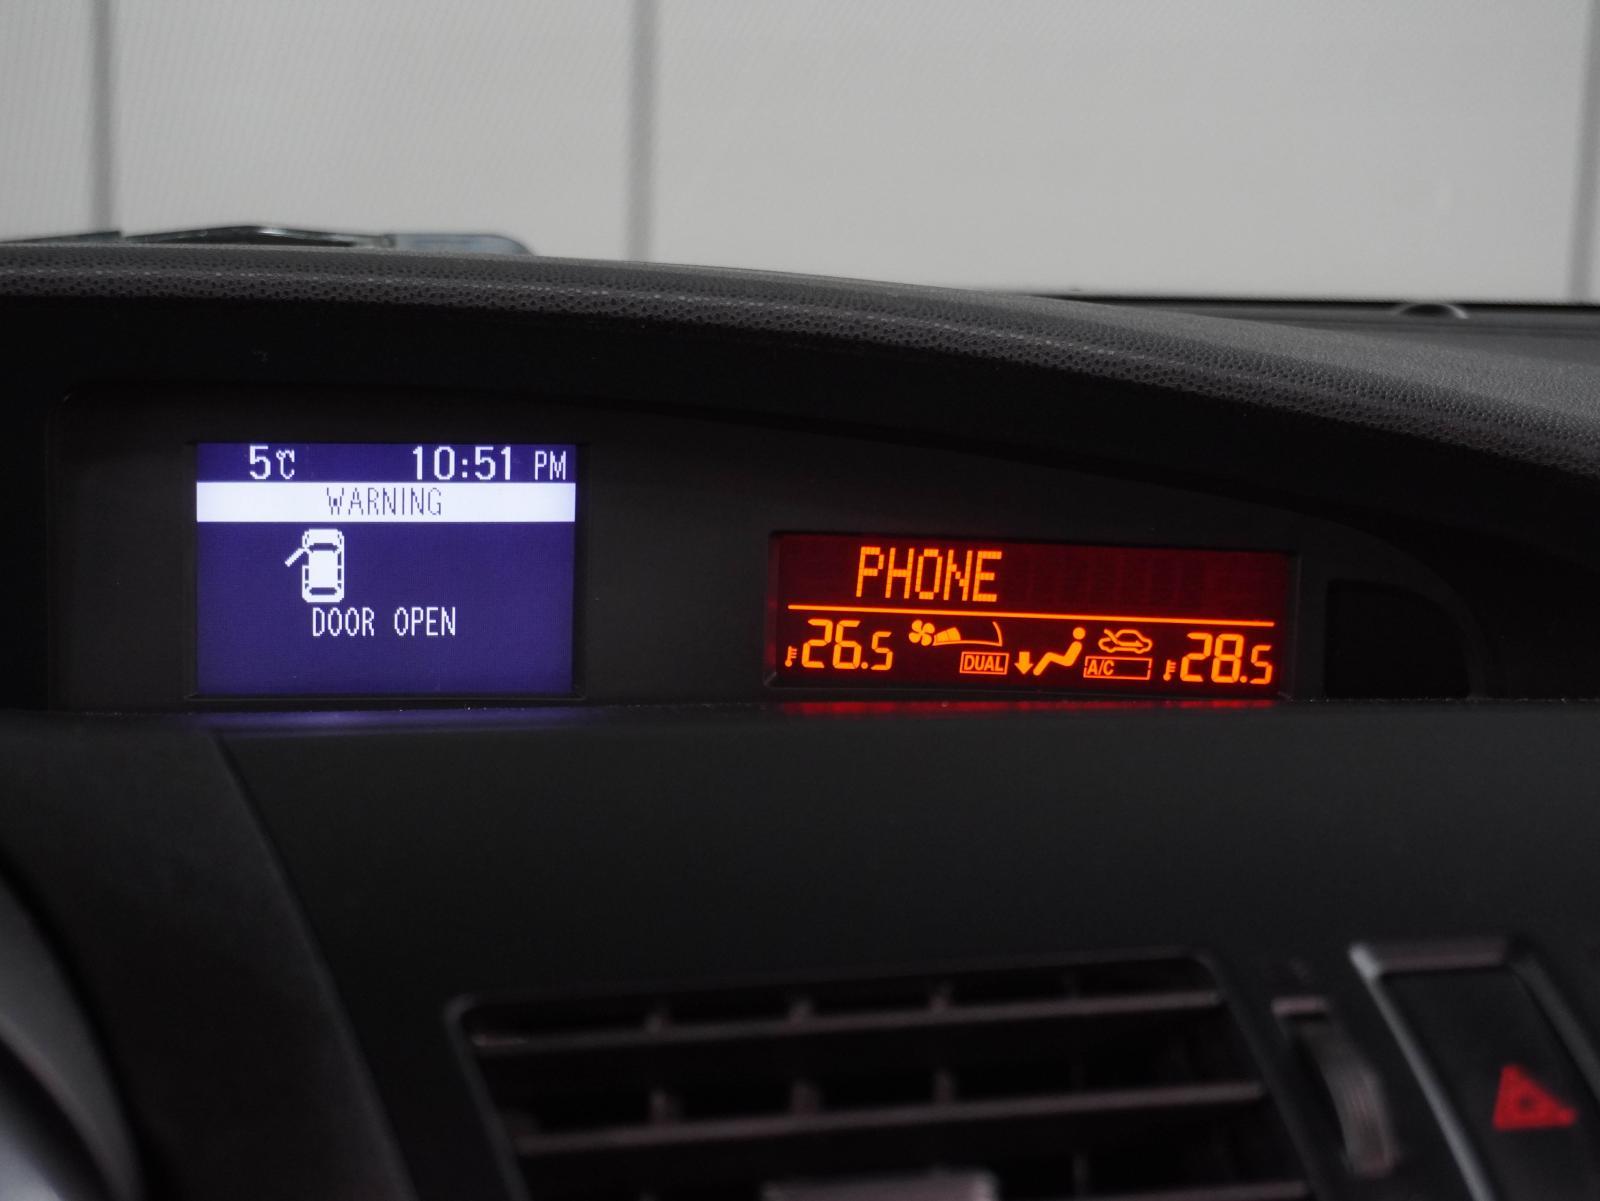 5℃ 10:51 PM
WARNING
DOOR OPEN
PHONE
26.5 DUAL A/C 28.5